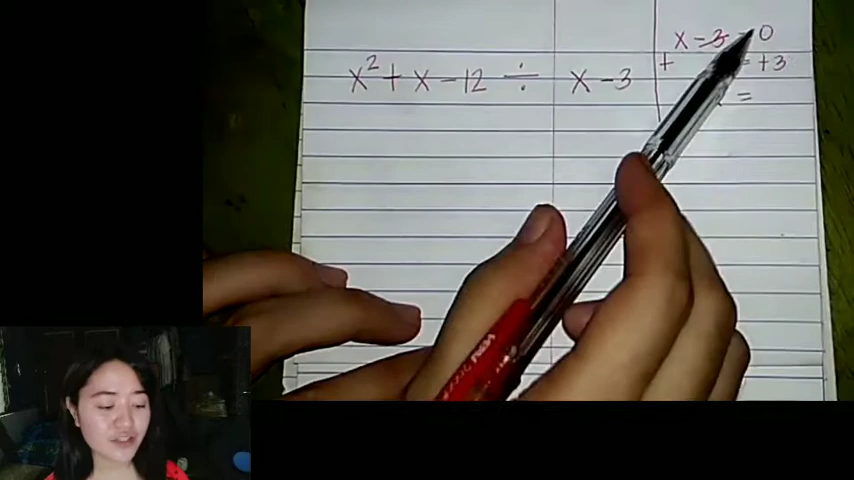 x² + x - 12 ÷ x - 3
x - 3 = 0
+ = +3
=